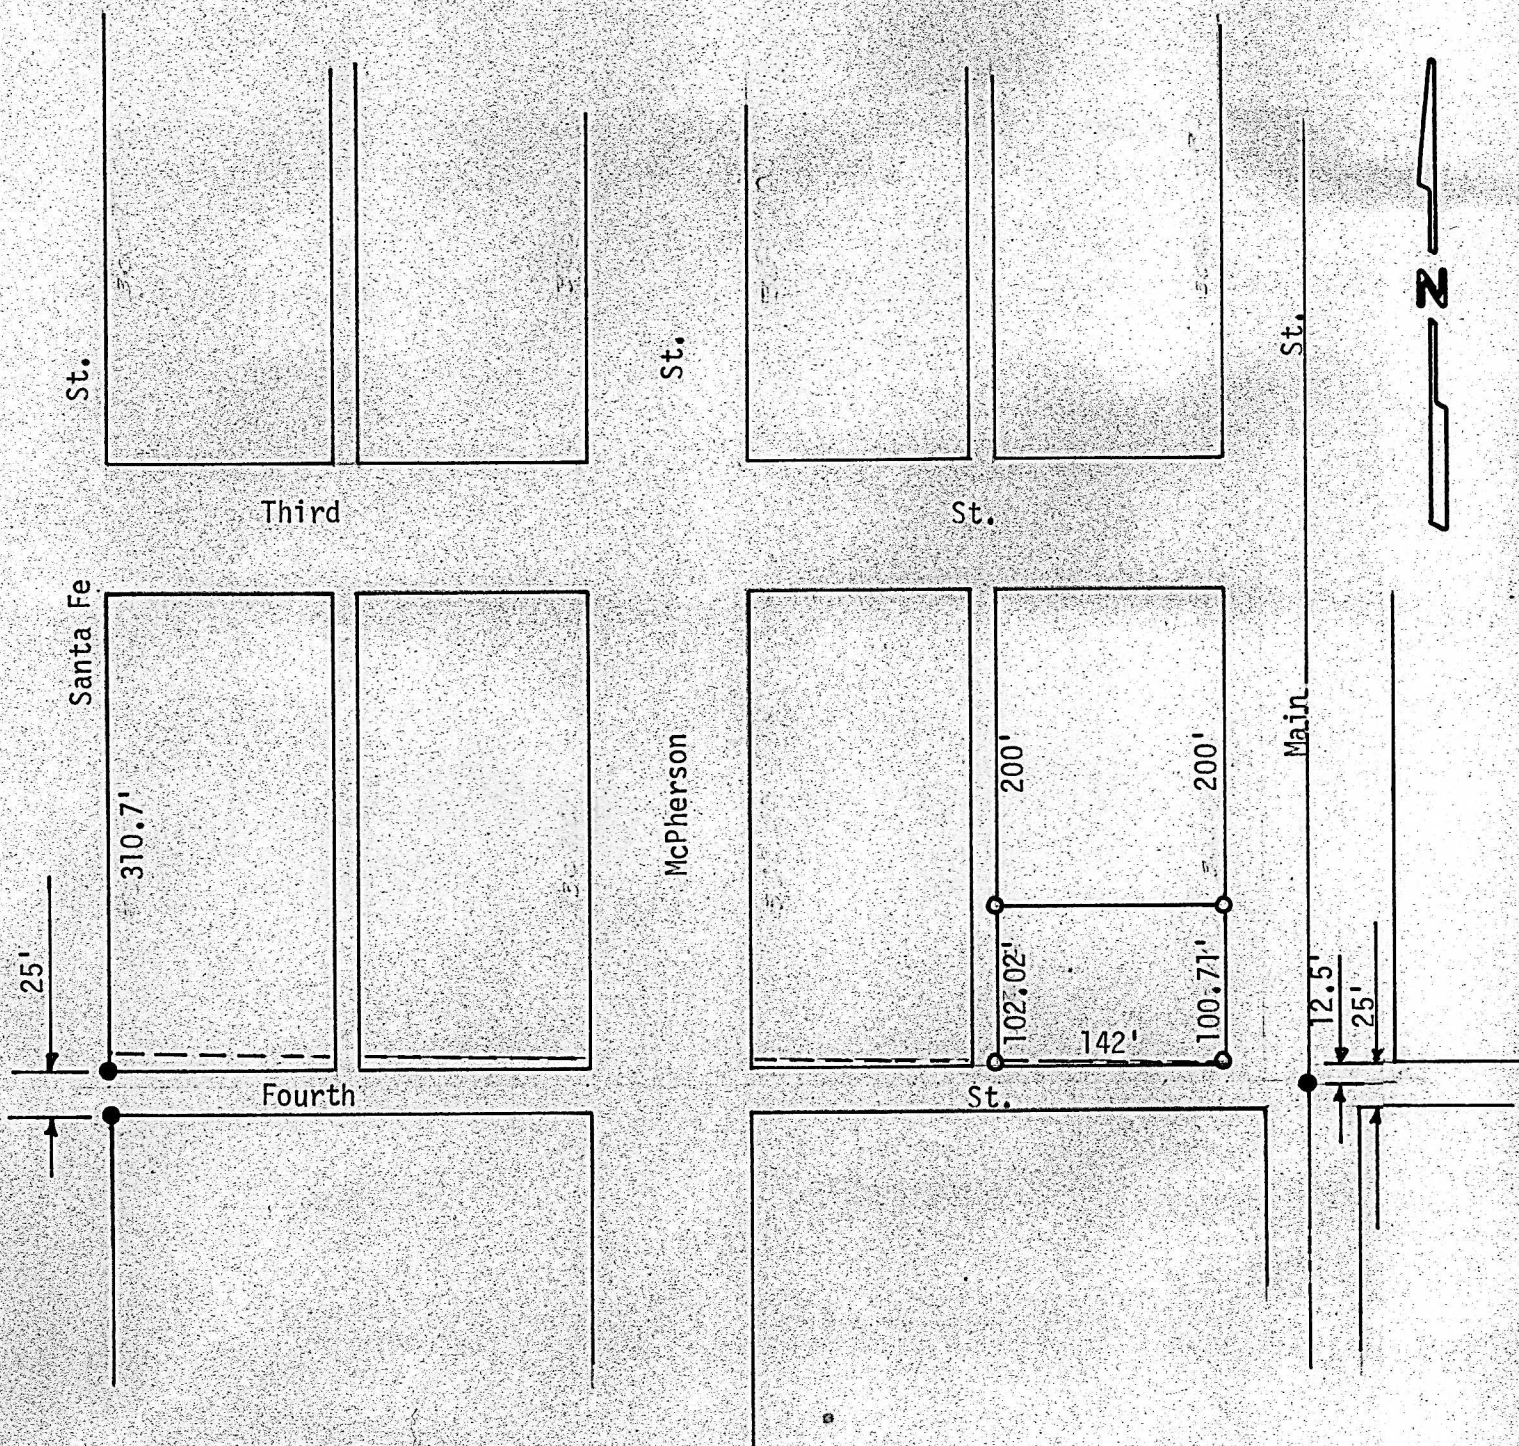 N
St.
St.
St.
Third
St.
Santa Fe
McPherson
Main
200'
200'
310.7'
25'
102.02'
100.71'
142'
12.5'
25'
Fourth
St.